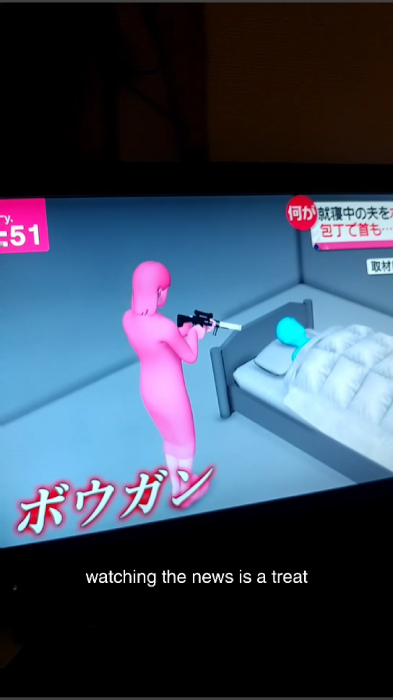 ry.
:51
何が
就寝中の夫を
包丁で首も…
取材
ボウガン
watching the news is a treat